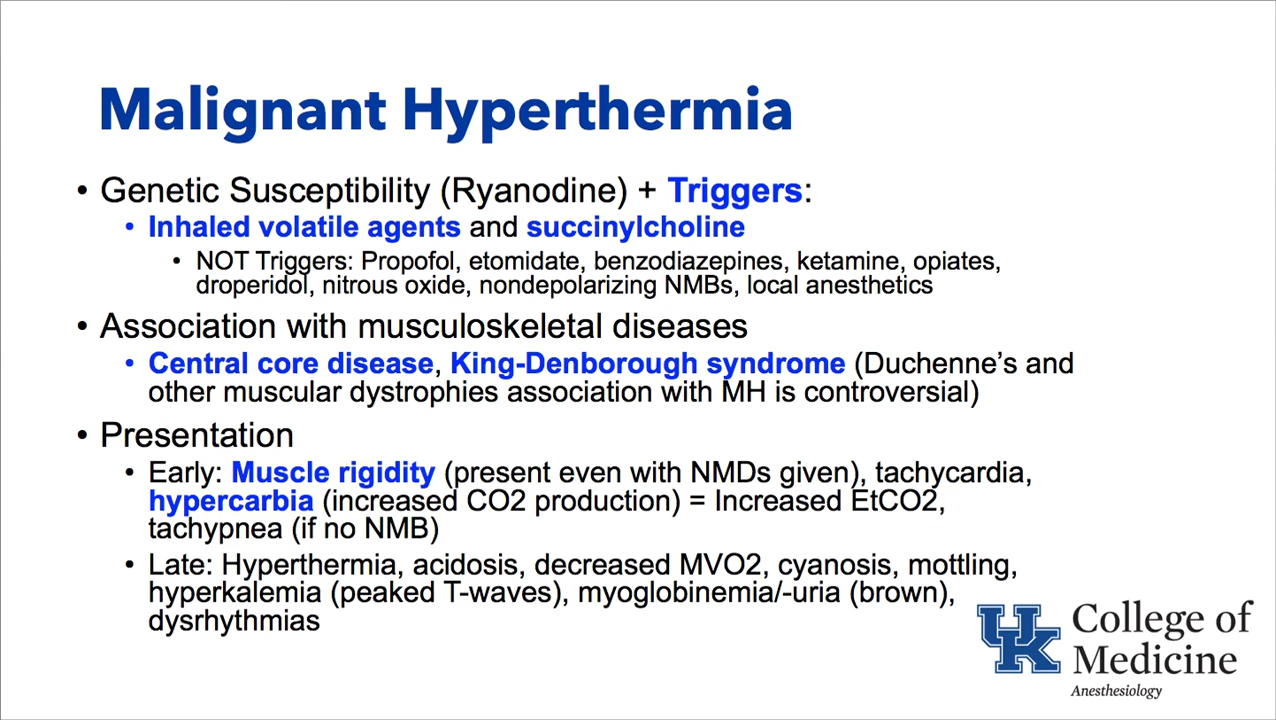 Malignant Hyperthermia
• Genetic Susceptibility (Ryanodine) + Triggers:
• Inhaled volatile agents and succinylcholine
• NOT Triggers: Propofol, etomidate, benzodiazepines, ketamine, opiates,
droperidol, nitrous oxide, nondepolarizing NMBs, local anesthetics
• Association with musculoskeletal diseases
• Central core disease, King-Denborough syndrome (Duchenne’s and
other muscular dystrophies association with MH is controversial)
• Presentation
• Early: Muscle rigidity (present even with NMDs given), tachycardia,
hypercarbia (increased CO2 production) = Increased EtCO2,
tachypnea (if no NMB)
• Late: Hyperthermia, acidosis, decreased MVO2, cyanosis, mottling,
hyperkalemia (peaked T-waves), myoglobinemia/-uria (brown),
dysrhythmias
UK
College of
Medicine
Anesthesiology